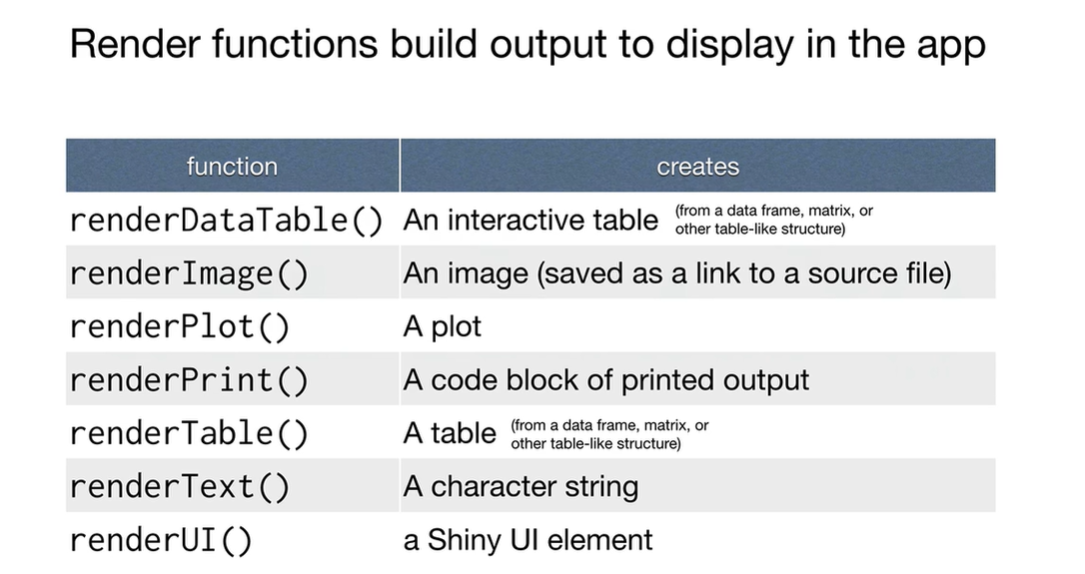 Render functions build output to display in the app
function creates
renderDataTable() An interactive table (from a data frame, matrix, or
other table-like structure)
renderImage() An image (saved as a link to a source file)
renderPlot() A plot
renderPrint() A code block of printed output
renderTable() A table (from a data frame, matrix, or
other table-like structure)
renderText() A character string
renderUI() a Shiny UI element